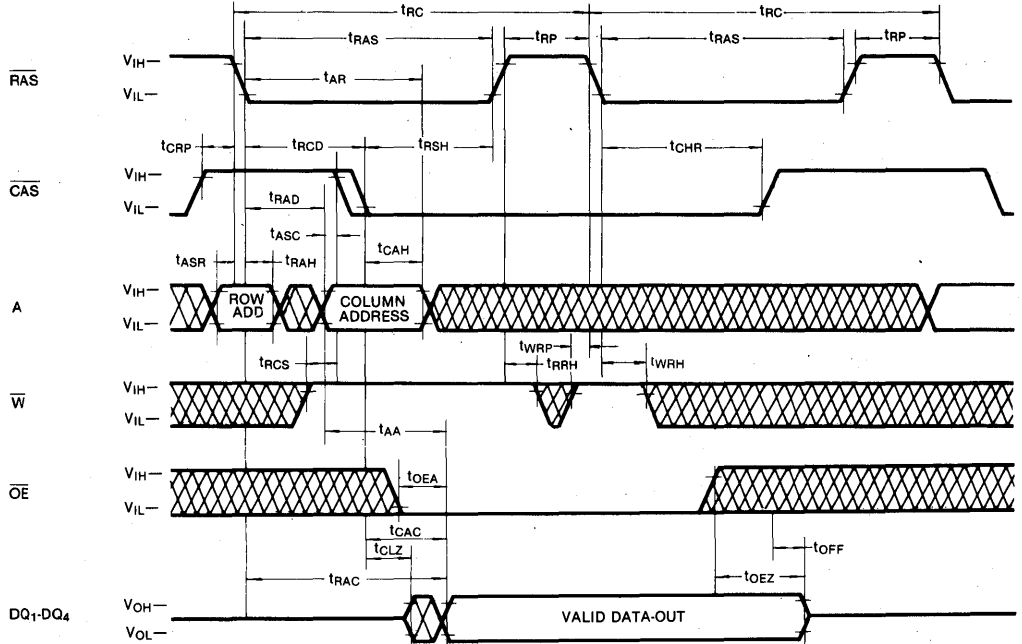 tRC tRC
tRAS tRP tRAS tRP
RAS VIH VIL tAR
tCRP tRCD tRSH tCHR
CAS VIH VIL tRAD
tASC tCAH
tASR tRAH
A VIH VIL ROW ADD COLUMN ADDRESS
tRCS tWRP tRRH tWRH
W VIH VIL
tAA
OE VIH VIL tOEA
tCAC
tCLZ tOFF
tRAC tOEZ
DQ1-DQ4 VOH VOL VALID DATA-OUT